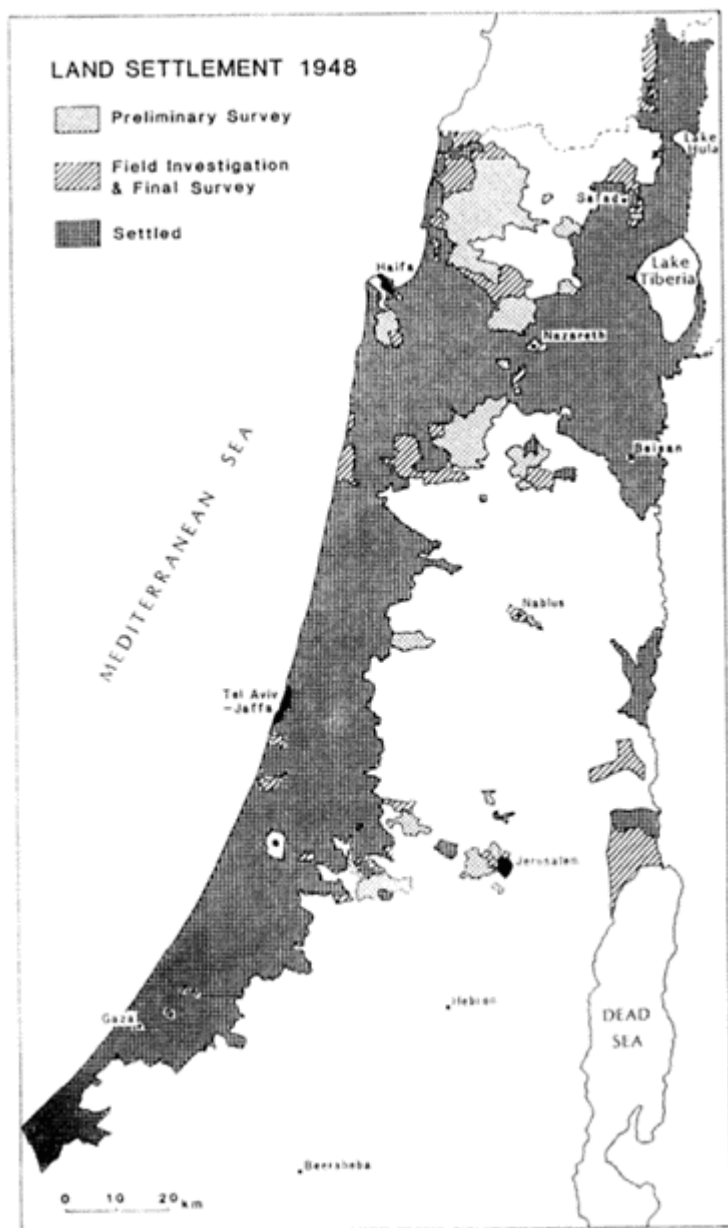 LAND SETTLEMENT 1948
Preliminary Survey
Field Investigation
& Final Survey
Settled
Lake
Hula
Safad
Lake
Tiberia
Haifa
Nazareth
Beisan
MEDITERRANEAN SEA
Nablus
Tel Aviv
-Jaffa
Jerusalem
Hebron
Gaza
DEAD
SEA
Beersheba
0 10 20 km